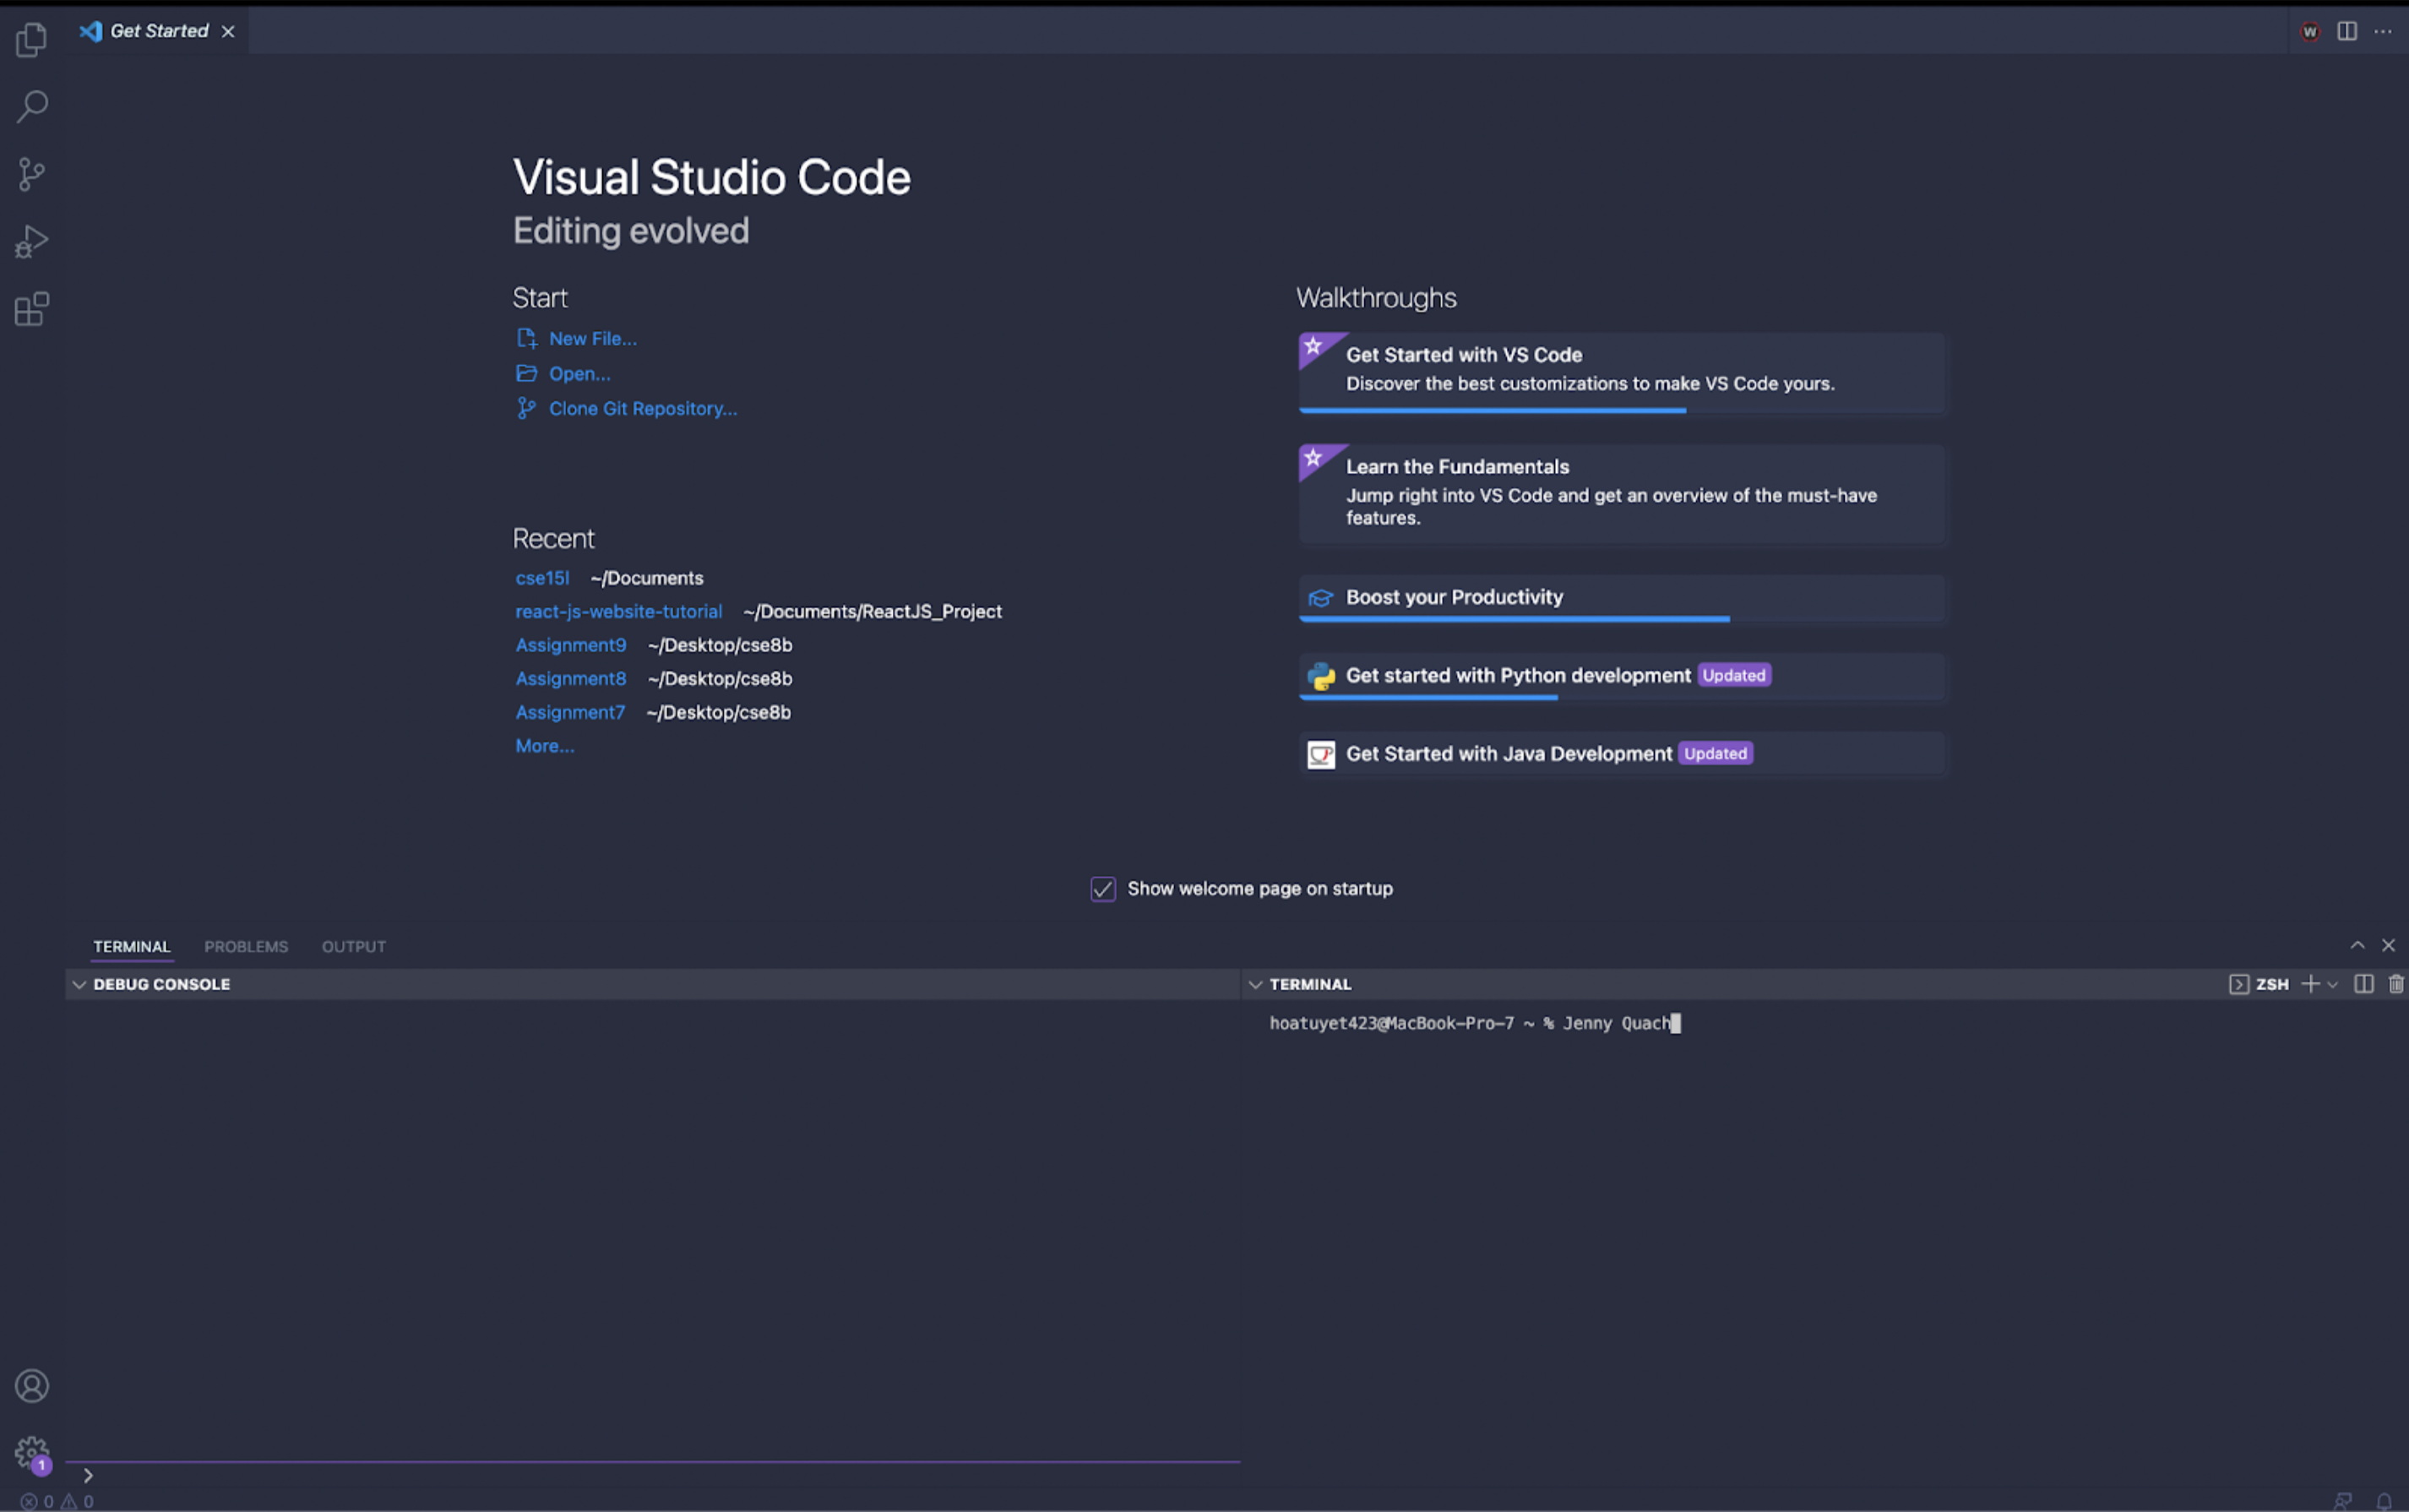 Get Started
W
Visual Studio Code
Editing evolved
Start
New File...
Open...
Clone Git Repository...
Recent
cse15l ~/Documents
react-js-website-tutorial ~/Documents/ReactJS_Project
Assignment9 ~/Desktop/cse8b
Assignment8 ~/Desktop/cse8b
Assignment7 ~/Desktop/cse8b
More...
Walkthroughs
Get Started with VS Code
Discover the best customizations to make VS Code yours.
Learn the Fundamentals
Jump right into VS Code and get an overview of the must-have
features.
Boost your Productivity
Get started with Python development Updated
Get Started with Java Development Updated
Show welcome page on startup
TERMINAL PROBLEMS OUTPUT
DEBUG CONSOLE
TERMINAL
ZSH
hoatuyet423@MacBook-Pro-7 ~ % Jenny Quach
1
0 0